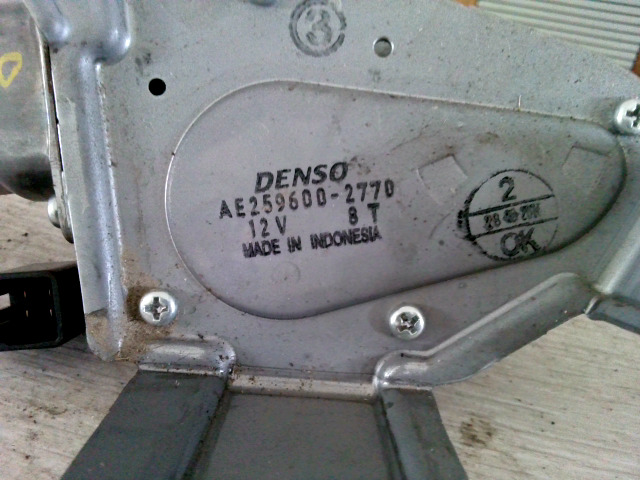 3
DENSO
AE259600-2770
12V 8T
MADE IN INDONESIA
2
OK